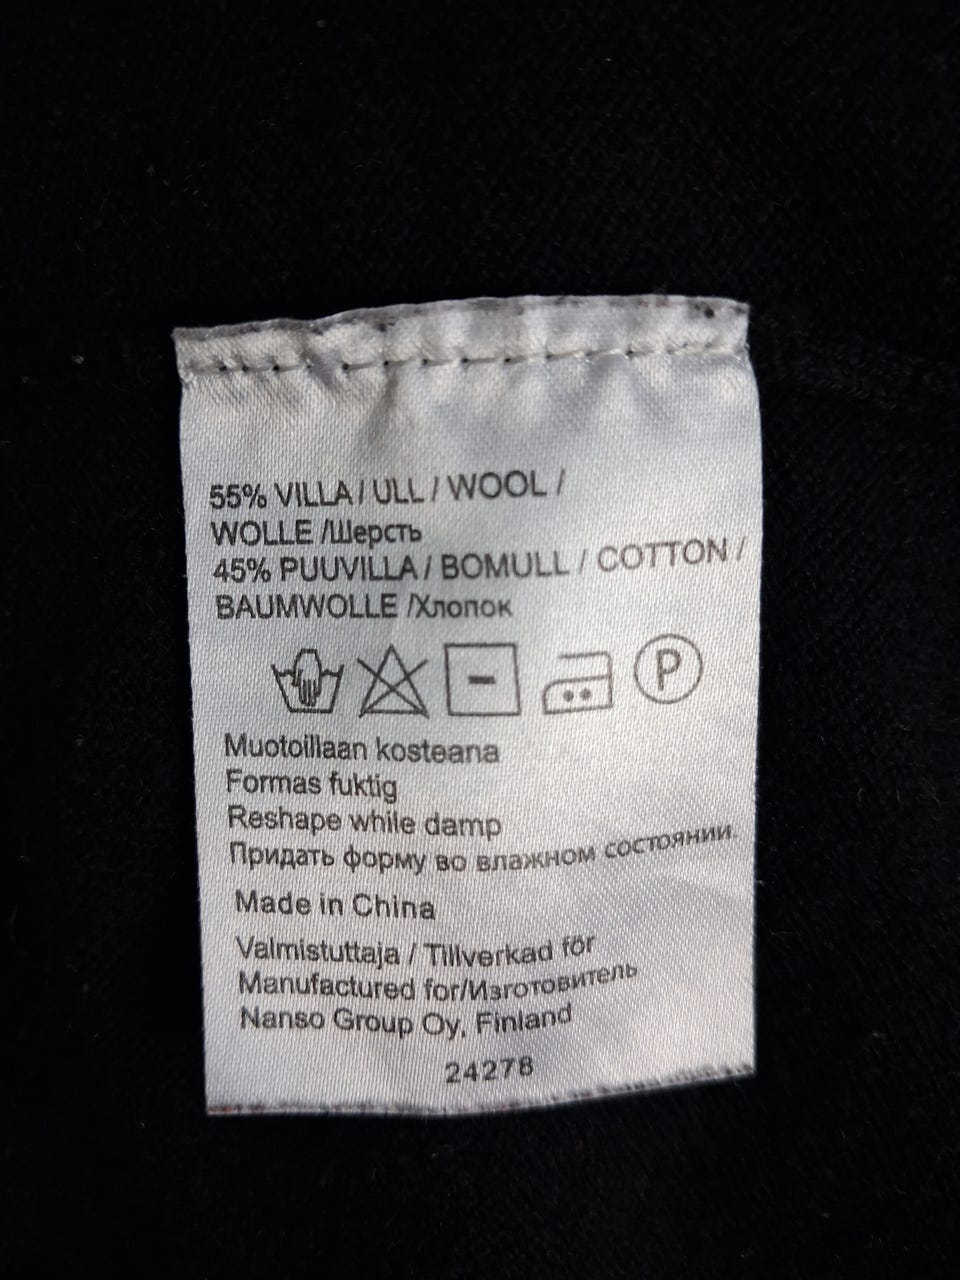 55% VILLA / ULL / WOOL /
WOLLE /Шерсть
45% PUUVILLA / BOMULL / COTTON /
BAUMWOLLE /Хлопок
P
Muotoillaan kosteana
Formas fuktig
Reshape while damp
Придать форму во влажном состоянии
Made in China
Valmistuttaja / Tillverkad för
Manufactured for/Изготовитель
Nanso Group Oy, Finland
24278